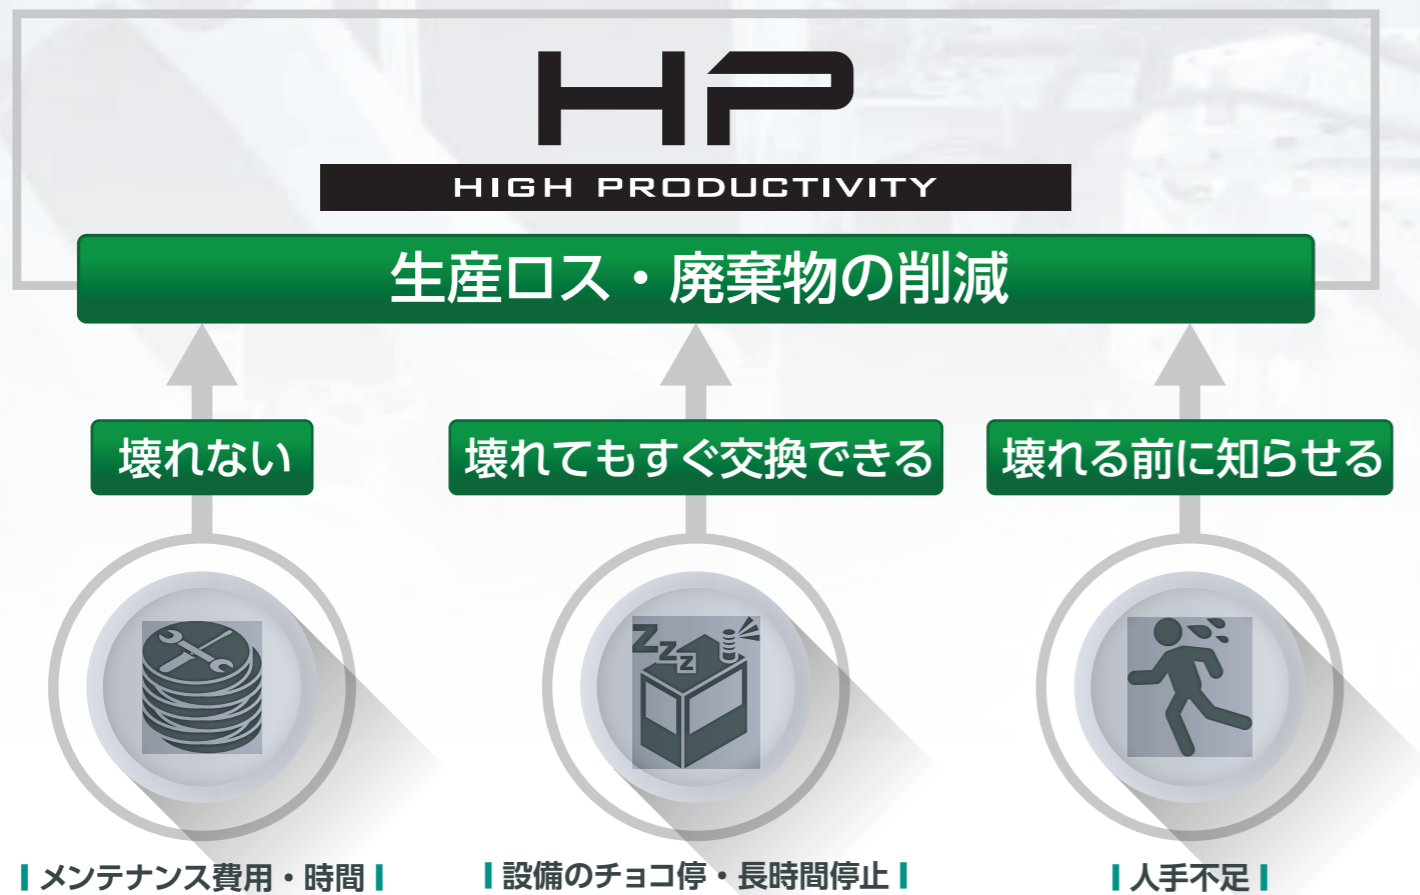 HP
HIGH PRODUCTIVITY
生産ロス・廃棄物の削減
壊れない
壊れてもすぐ交換できる
壊れる前に知らせる
zzz
メンテナンス費用・時間
設備のチョコ停・長時間停止
人手不足